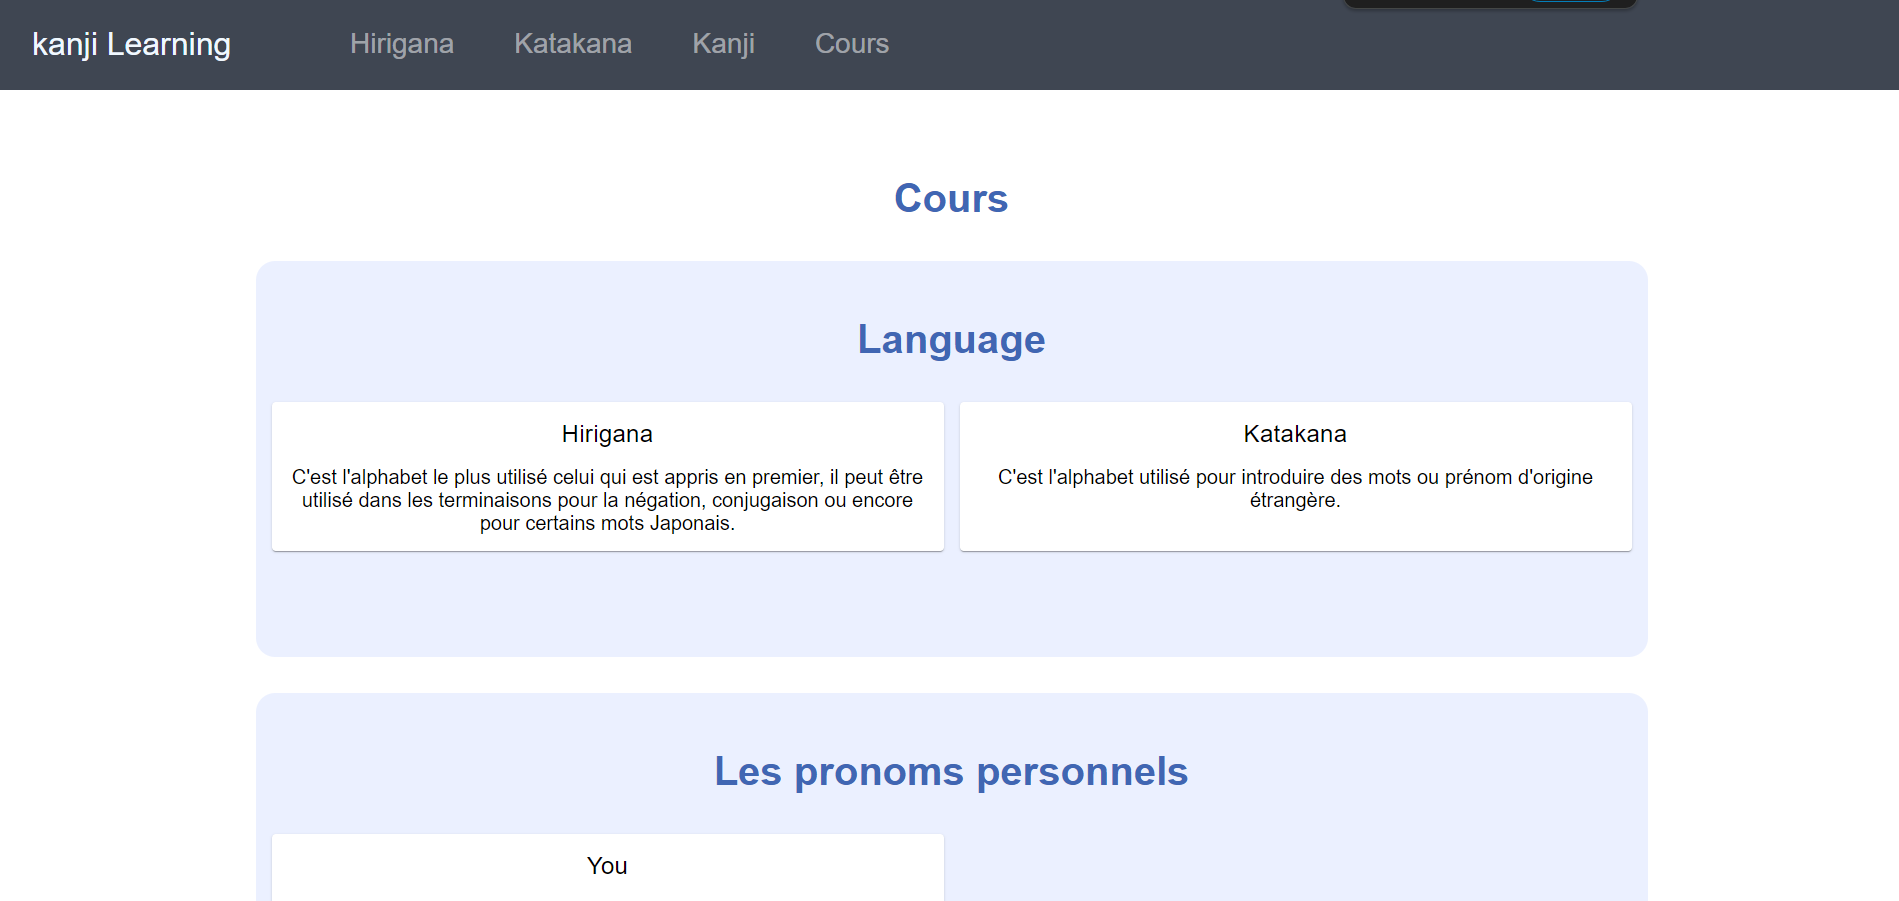 kanji Learning Hirigana Katakana Kanji Cours
Cours
Language
Hirigana
C'est l'alphabet le plus utilisé celui qui est appris en premier, il peut être
utilisé dans les terminaisons pour la négation, conjugaison ou encore
pour certains mots Japonais.
Katakana
C'est l'alphabet utilisé pour introduire des mots ou prénom d'origine
étrangère.
Les pronoms personnels
You